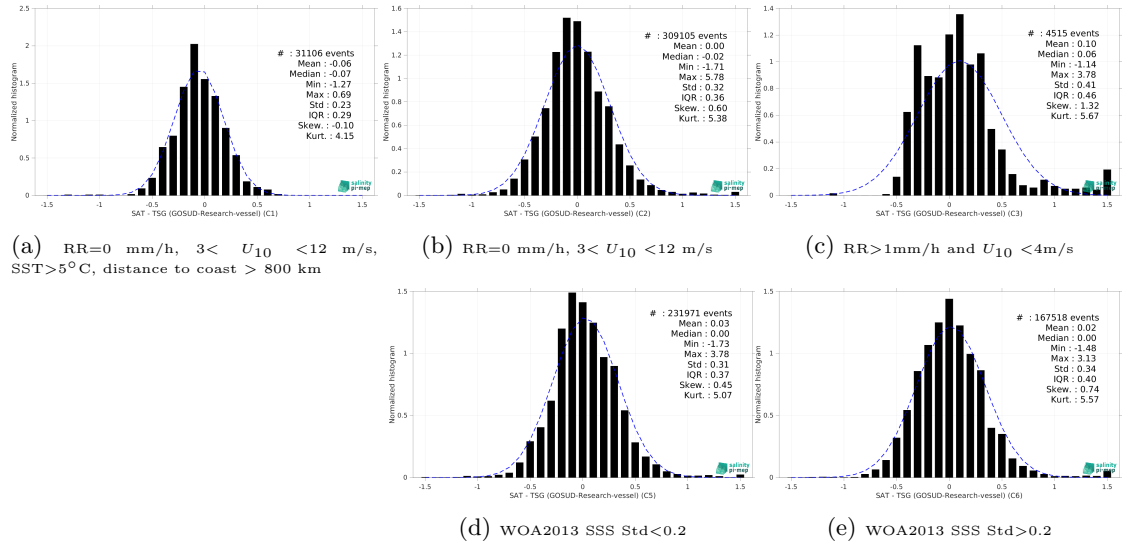 2.5
2
1.5
1
0.5
0
Normalized histogram
# : 31106 events
Mean : -0.06
Median : -0.07
Min : -1.27
Max : 0.69
Std : 0.23
IQR : 0.29
Skew. : -0.10
Kurt. : 4.15
salinity
pi-mep
-1.5 -1 -0.5 0 0.5 1 1.5
SAT - TSG (GOSUD-Research-vessel) (C1)
(a) RR=0 mm/h, 3< U10 <12 m/s,
SST>5°C, distance to coast > 800 km
1.6
1.4
1.2
1
0.8
0.6
0.4
0.2
0
Normalized histogram
# : 309105 events
Mean : 0.00
Median : -0.02
Min : -1.71
Max : 5.78
Std : 0.32
IQR : 0.36
Skew. : 0.60
Kurt. : 5.38
salinity
pi-mep
-1.5 -1 -0.5 0 0.5 1 1.5
SAT - TSG (GOSUD-Research-vessel) (C2)
(b) RR=0 mm/h, 3< U10 <12 m/s
1.4
1.2
1
0.8
0.6
0.4
0.2
0
Normalized histogram
# : 4515 events
Mean : 0.10
Median : 0.06
Min : -1.14
Max : 3.78
Std : 0.41
IQR : 0.46
Skew. : 1.32
Kurt. : 5.67
salinity
pi-mep
-1.5 -1 -0.5 0 0.5 1 1.5
SAT - TSG (GOSUD-Research-vessel) (C3)
(c) RR>1mm/h and U10 <4m/s
1.5
1
0.5
0
Normalized histogram
# : 231971 events
Mean : 0.03
Median : 0.00
Min : -1.73
Max : 3.78
Std : 0.31
IQR : 0.37
Skew. : 0.45
Kurt. : 5.07
salinity
pi-mep
-1.5 -1 -0.5 0 0.5 1 1.5
SAT - TSG (GOSUD-Research-vessel) (C5)
(d) WOA2013 SSS Std<0.2
1.5
1
0.5
0
Normalized histogram
# : 167518 events
Mean : 0.02
Median : 0.00
Min : -1.48
Max : 3.13
Std : 0.34
IQR : 0.40
Skew. : 0.74
Kurt. : 5.57
salinity
pi-mep
-1.5 -1 -0.5 0 0.5 1 1.5
SAT - TSG (GOSUD-Research-vessel) (C6)
(e) WOA2013 SSS Std>0.2